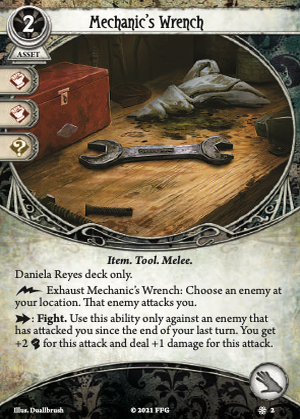 2
Mechanic's Wrench
ASSET
Item. Tool. Melee.
Daniela Reyes deck only.
Exhaust Mechanic's Wrench: Choose an enemy at
your location. That enemy attacks you.
: Fight. Use this ability only against an enemy that
has attacked you since the end of your last turn. You get
+2 for this attack and deal +1 damage for this attack.
Illus. Duallbrush
© 2021 FFG
2